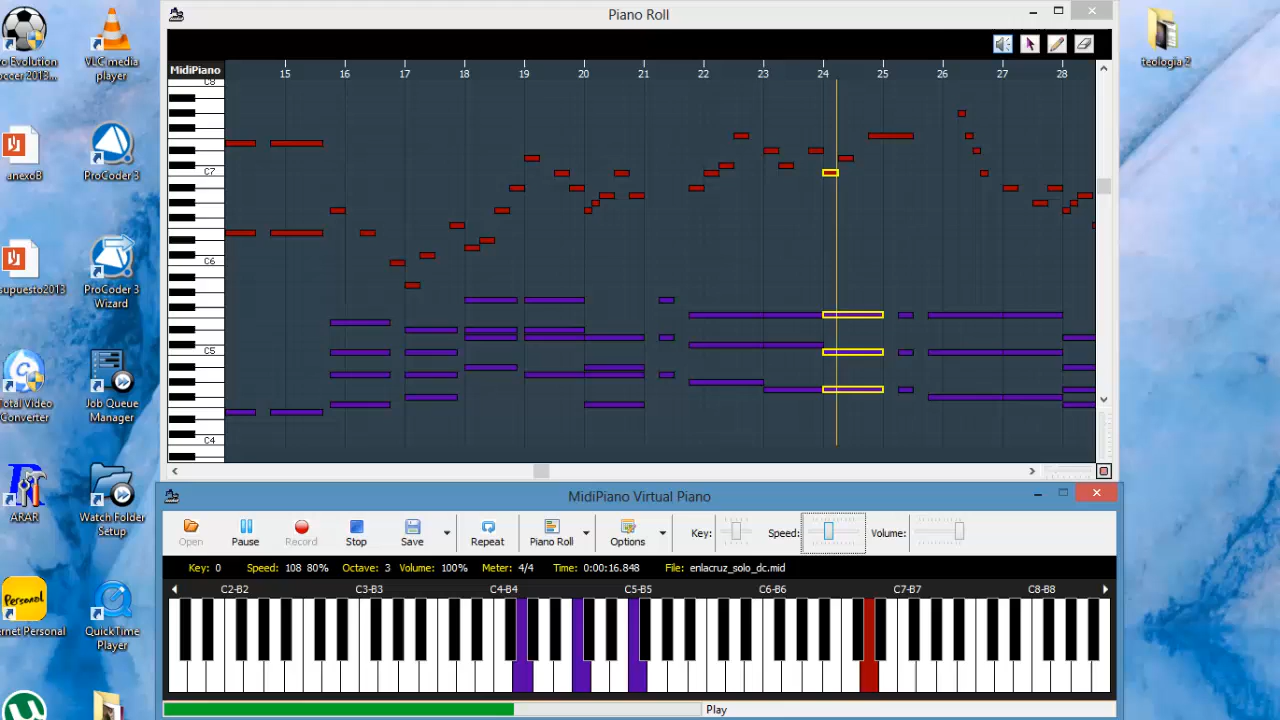 Piano Roll
MidiPiano
15 16 17 18 19 20 21 22 23 24 25 26 27 28
C8
C7
C6
C5
C4
MidiPiano Virtual Piano
Open Pause Record Stop Save Repeat Piano Roll Options Key: Speed: Volume:
Key: 0 Speed: 108 80% Octave: 3 Volume: 100% Meter: 4/4 Time: 0:00:16.848 File: enlacruz_solo_dc.mid
C2-B2 C3-B3 C4-B4 C5-B5 C6-B6 C7-B7 C8-B8
Play
VLC media
player
anexoB
ProCoder 3
supuesto2013
ProCoder 3
Wizard
Total Video
Converter
Job Queue
Manager
ARAR
Watch Folder
Setup
Personal
ernet Personal
QuickTime
Player
teologia 2